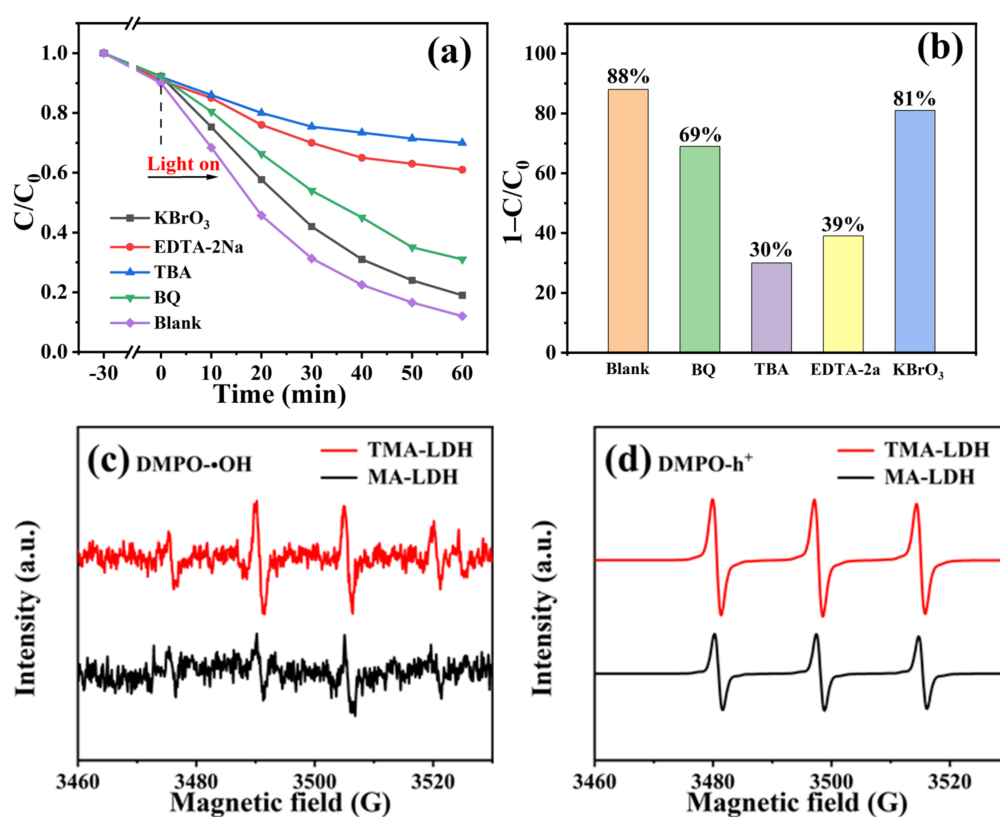 (a)
C/C₀
1.0
0.8
0.6
0.4
0.2
0.0
Light on
KBrO₃
EDTA-2Na
TBA
BQ
Blank
-30 0 10 20 30 40 50 60
Time (min)
(b)
1–C/C₀
100
80
60
40
20
0
88%
69%
30%
39%
81%
Blank BQ TBA EDTA-2a KBrO₃
(c) DMPO-•OH
TMA-LDH
MA-LDH
Intensity (a.u.)
3460 3480 3500 3520
Magnetic field (G)
(d) DMPO-h⁺
TMA-LDH
MA-LDH
Intensity (a.u.)
3460 3480 3500 3520
Magnetic field (G)